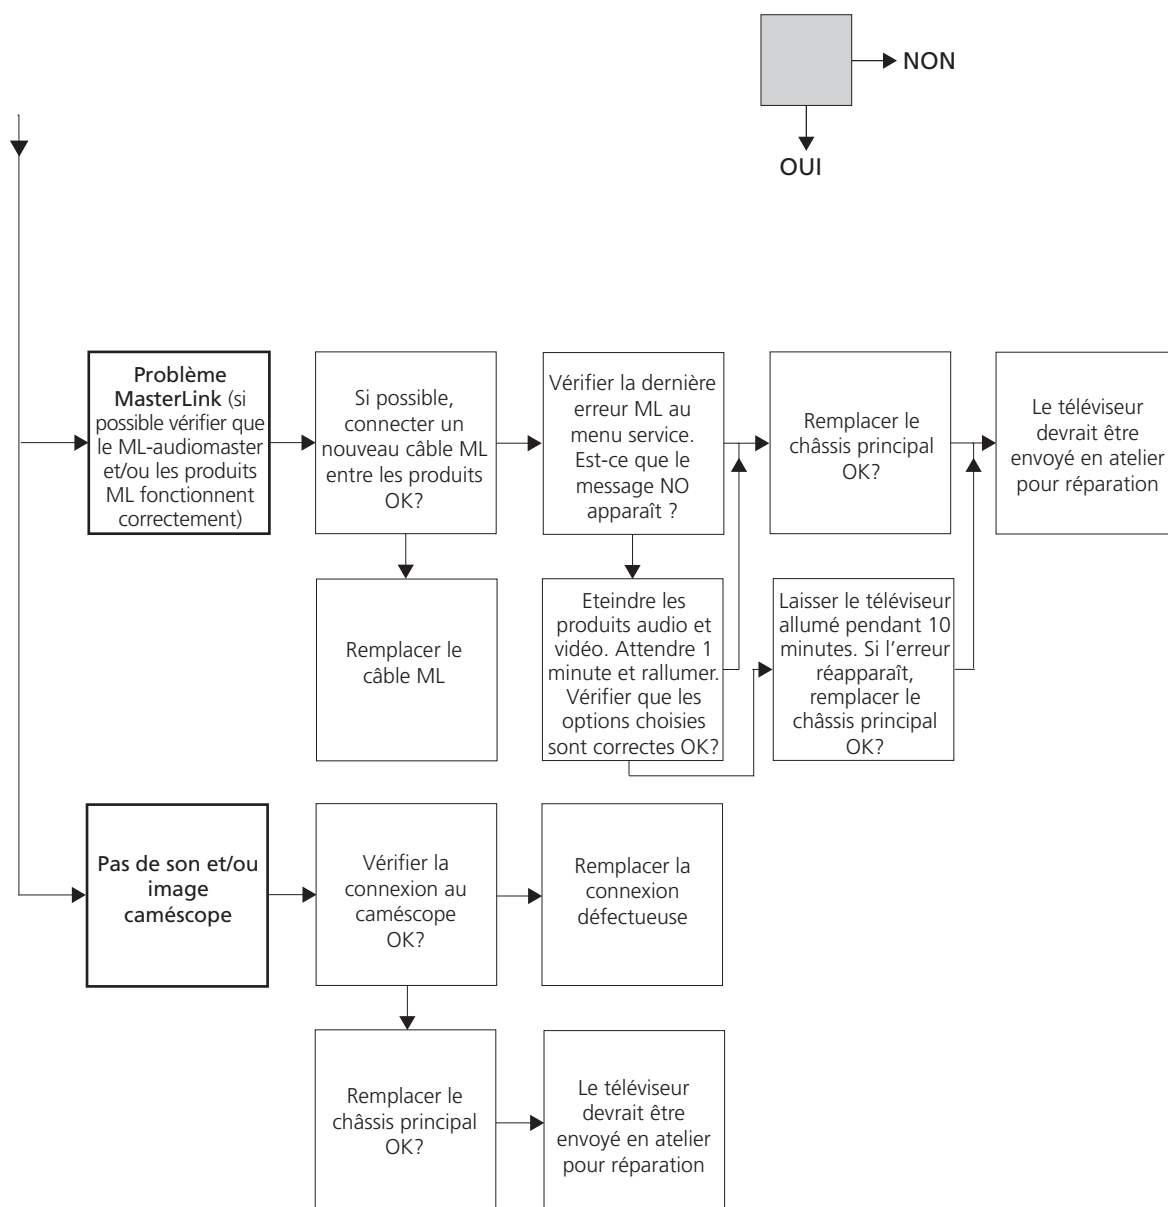 NON
OUI
Problème
MasterLink (si
possible vérifier que
le ML-audiomaster
et/ou les produits
ML fonctionnent
correctement)
Si possible,
connecter un
nouveau câble ML
entre les produits
OK?
Vérifier la dernière
erreur ML au
menu service.
Est-ce que le
message NO
apparaît ?
Remplacer le
châssis principal
OK?
Le téléviseur
devrait être
envoyé en atelier
pour réparation
Remplacer le
câble ML
Eteindre les
produits audio et
vidéo. Attendre 1
minute et rallumer.
Vérifier que les
options choisies
sont correctes OK?
Laisser le téléviseur
allumé pendant 10
minutes. Si l'erreur
réapparaît,
remplacer le
châssis principal
OK?
Pas de son et/ou
image
caméscope
Vérifier la
connexion au
caméscope
OK?
Remplacer la
connexion
défectueuse
Remplacer le
châssis principal
OK?
Le téléviseur
devrait être
envoyé en atelier
pour réparation